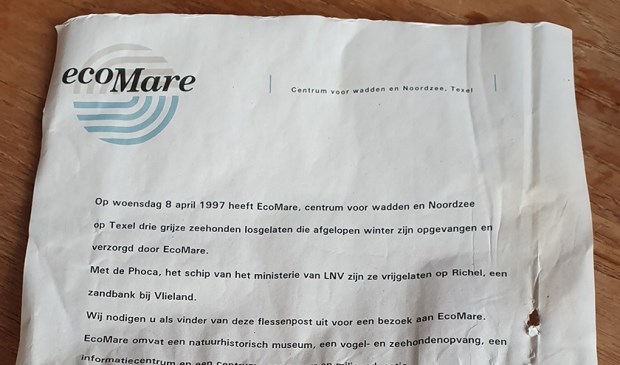 ecoMare
Centrum voor wadden en Noordzee, Texel
Op woensdag 8 april 1997 heeft EcoMare, centrum voor wadden en Noordzee
op Texel drie grijze zeehonden losgelaten die afgelopen winter zijn opgevangen en
verzorgd door EcoMare.
Met de Phoca, het schip van het ministerie van LNV zijn ze vrijgelaten op Richel, een
zandbank bij Vlieland.
Wij nodigen u als vinder van deze flessenpost uit voor een bezoek aan EcoMare.
EcoMare omvat een natuurhistorisch museum, een vogel- en zeehondenopvang, een
informatiecentrum en een